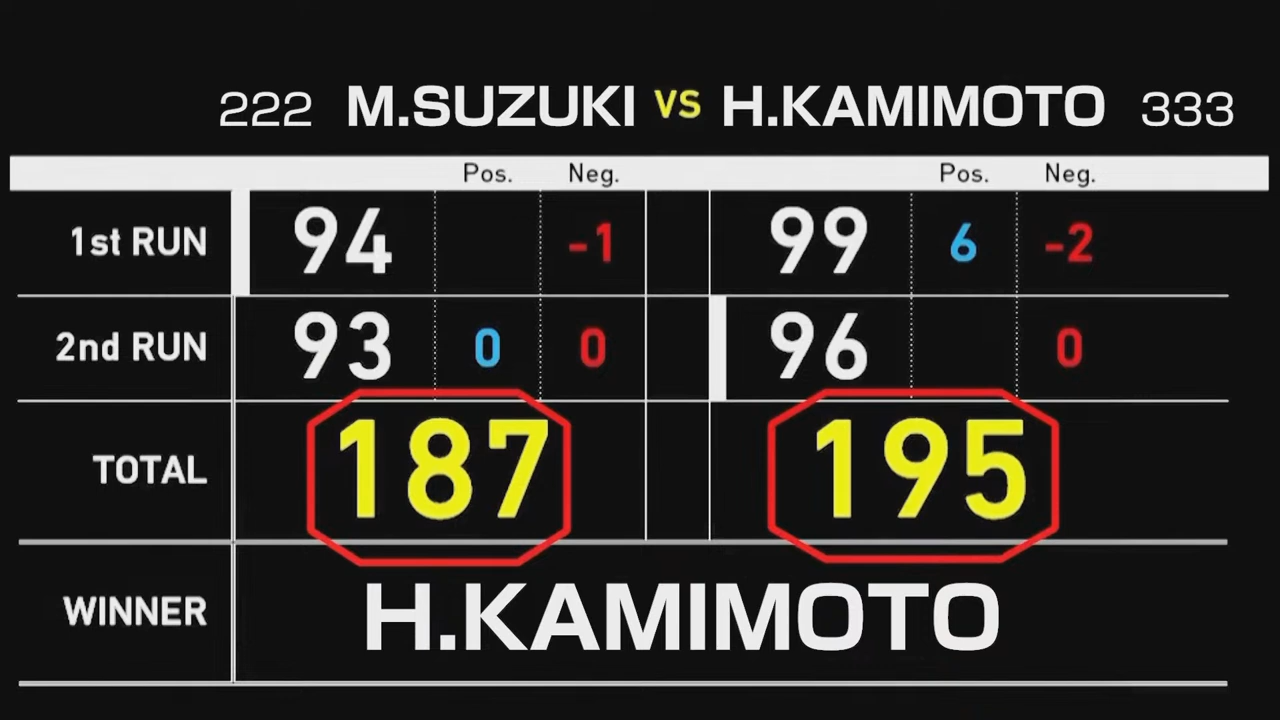 222 M.SUZUKI VS H.KAMIMOTO 333
Pos. Neg. Pos. Neg.
1st RUN 94 -1 99 6 -2
2nd RUN 93 0 0 96 0
TOTAL 187 195
WINNER H.KAMIMOTO